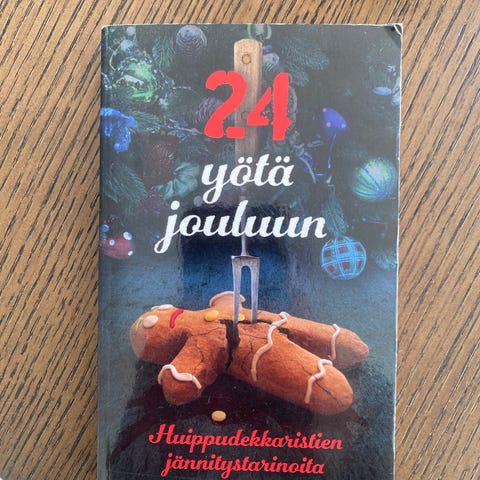 24
yötä
jouluun
Huippudekkaristien
jännitystarinoita